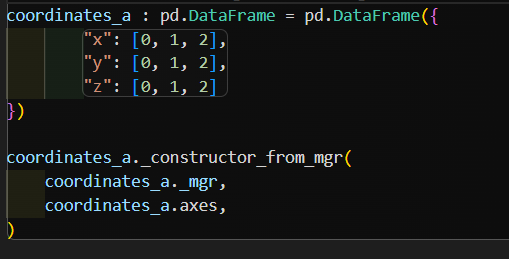 coordinates_a : pd.DataFrame = pd.DataFrame({
        "x": [0, 1, 2],
        "y": [0, 1, 2],
        "z": [0, 1, 2]
})

coordinates_a._constructor_from_mgr(
    coordinates_a._mgr,
    coordinates_a.axes,
)